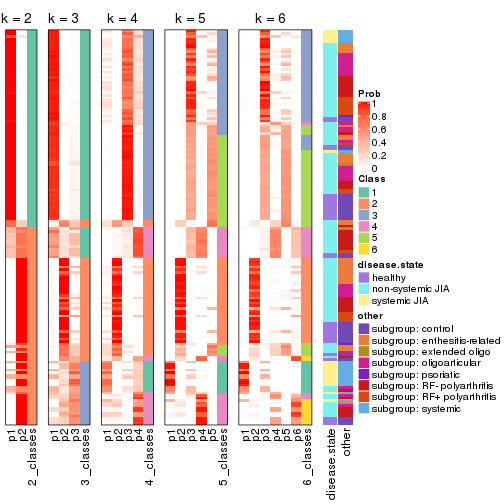 k = 2
k = 3
k = 4
k = 5
k = 6
Prob
1
0.8
0.6
0.4
0.2
0
Class
1
2
3
4
5
6
disease.state
healthy
non-systemic JIA
systemic JIA
other
subgroup: control
subgroup: enthesitis-related
subgroup: extended oligo
subgroup: oligoarticular
subgroup: psoriatic
subgroup: RF- polyarthritis
subgroup: RF+ polyarthritis
subgroup: systemic
p1
p2
2_classes
p1
p2
p3
3_classes
p1
p2
p3
p4
4_classes
p1
p2
p3
p4
p5
5_classes
p1
p2
p3
p4
p5
p6
6_classes
disease.state
other